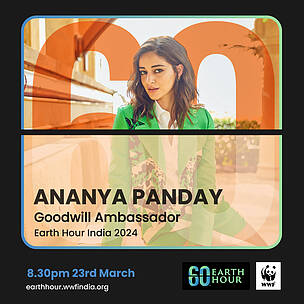 60
ANANYA PANDAY
Goodwill Ambassador
Earth Hour India 2024
8.30pm 23rd March
earthhour.wwfindia.org
60 EARTH
HOUR
WWF